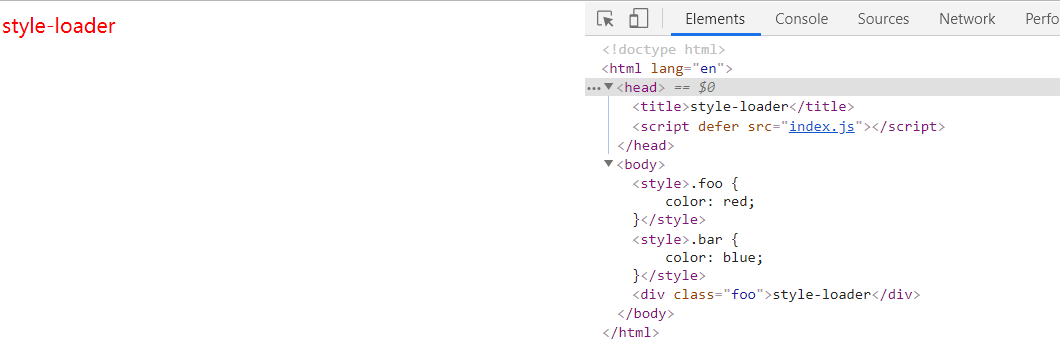 style-loader
Elements Console Sources Network Perfo
<!doctype html>
<html lang="en">
…<head> == $0
<title>style-loader</title>
<script defer src="index.js"></script>
</head>
<body>
<style>.foo {
color: red;
}</style>
<style>.bar {
color: blue;
}</style>
<div class="foo">style-loader</div>
</body>
</html>